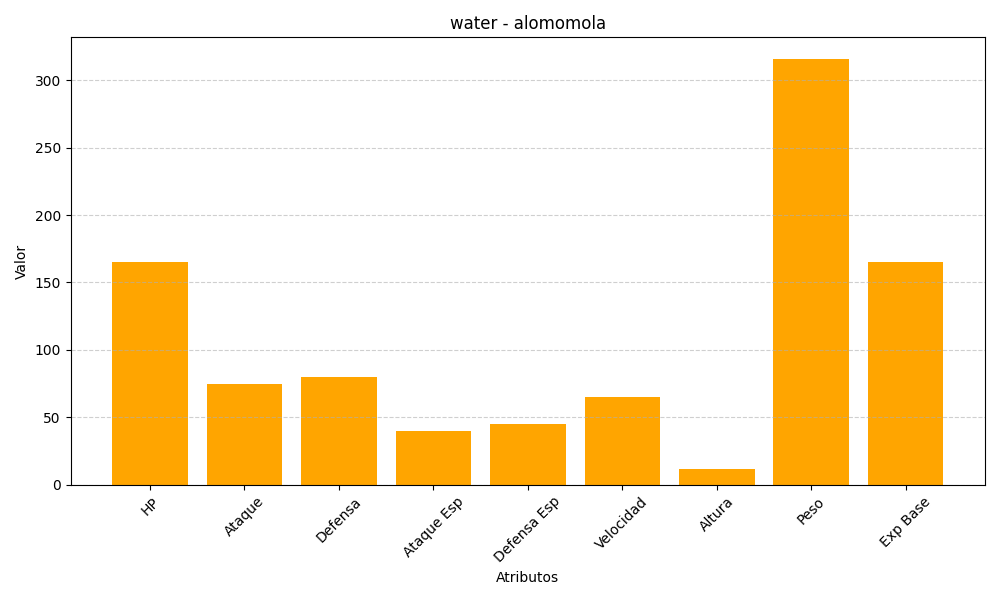 water - alomomola
300
250
200
150
100
50
0
Valor
HP
Ataque
Defensa
Ataque Esp
Defensa Esp
Velocidad
Altura
Peso
Exp Base
Atributos